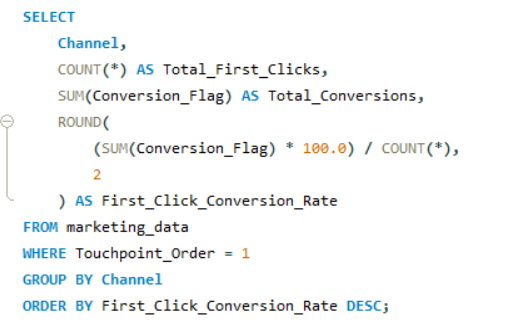 SELECT
Channel,
COUNT(*) AS Total_First_Clicks,
SUM(Conversion_Flag) AS Total_Conversions,
ROUND(
(SUM(Conversion_Flag) * 100.0) / COUNT(*),
2
) AS First_Click_Conversion_Rate
FROM marketing_data
WHERE Touchpoint_Order = 1
GROUP BY Channel
ORDER BY First_Click_Conversion_Rate DESC;